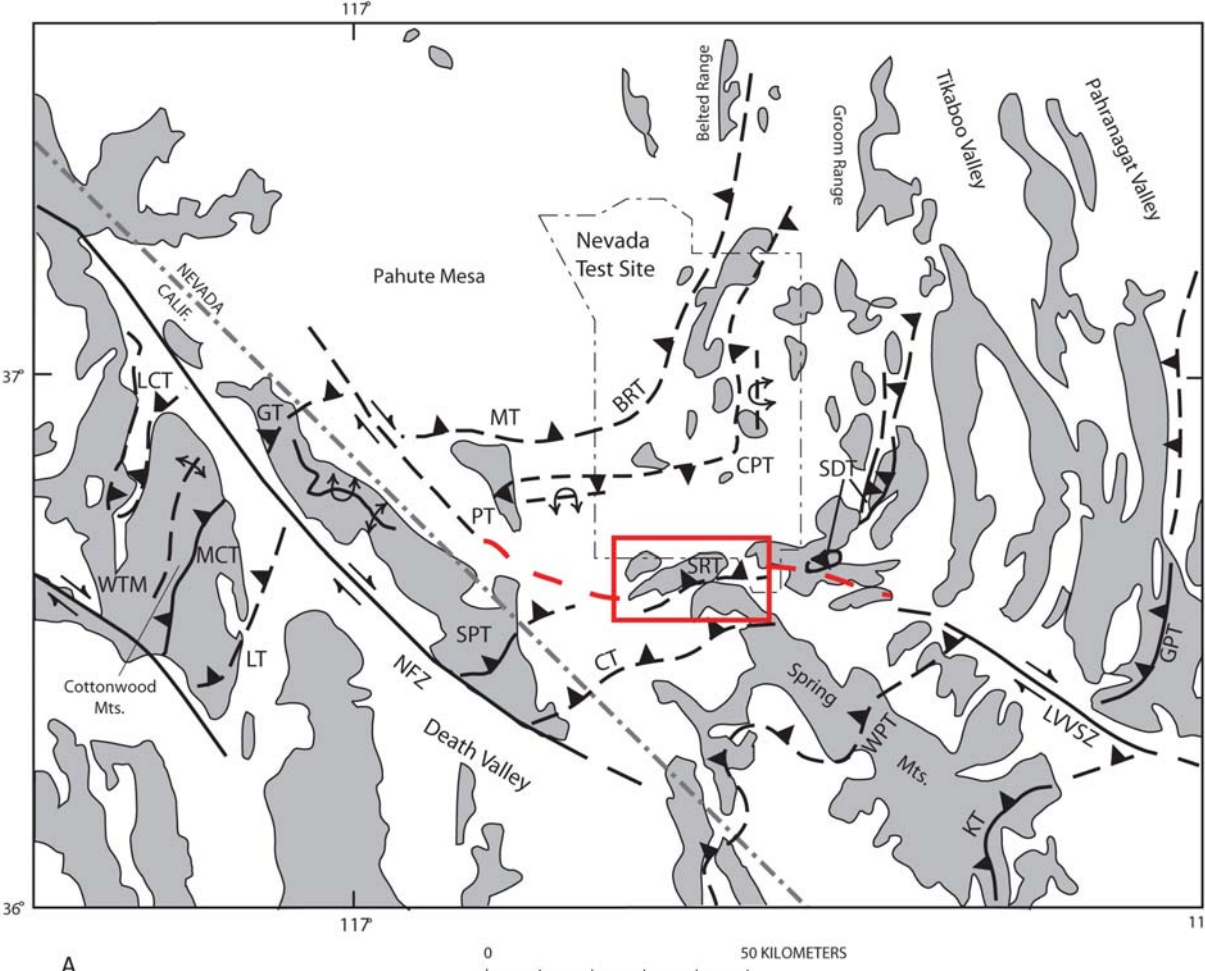 117°
Belted Range
Groom Range
Tikaboo Valley
Pahranagat Valley
Nevada
Test Site
Pahute Mesa
NEVADA
CALIF.
37°
LCT
GT
MT
BRT
CPT
SDT
PT
MCT
WTM
SRT
SPT
LT
CT
GPT
NFZ
Cottonwood
Mts.
Spring
Mts.
WPT
LVVSZ
Death Valley
KT
36°
117°
11
0
50 KILOMETERS
A